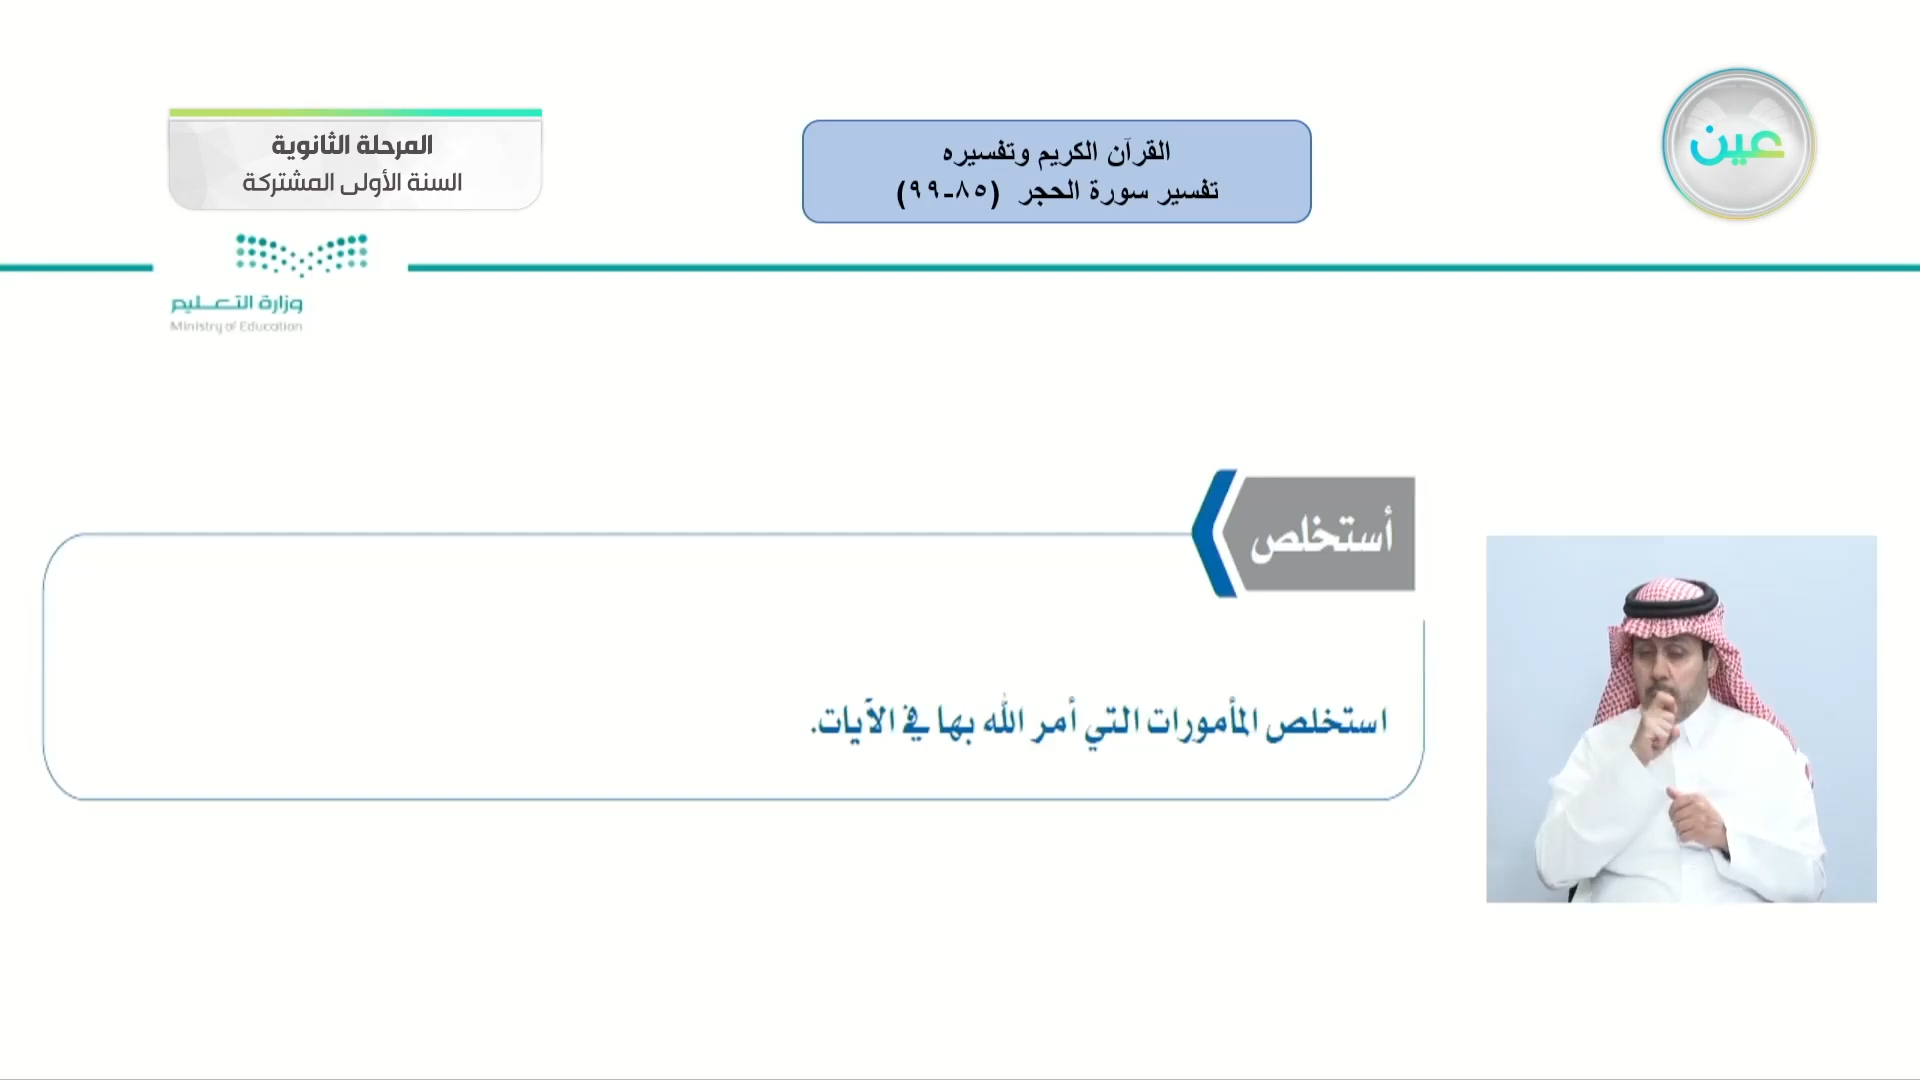 عين
القرآن الكريم وتفسيره
تفسير سورة الحجر (٨٥-٩٩)
المرحلة الثانوية
السنة الأولى المشتركة
وزارة التعليم
Ministry of Education
أستخلص
استخلص المأمورات التي أمر الله بها في الآيات.